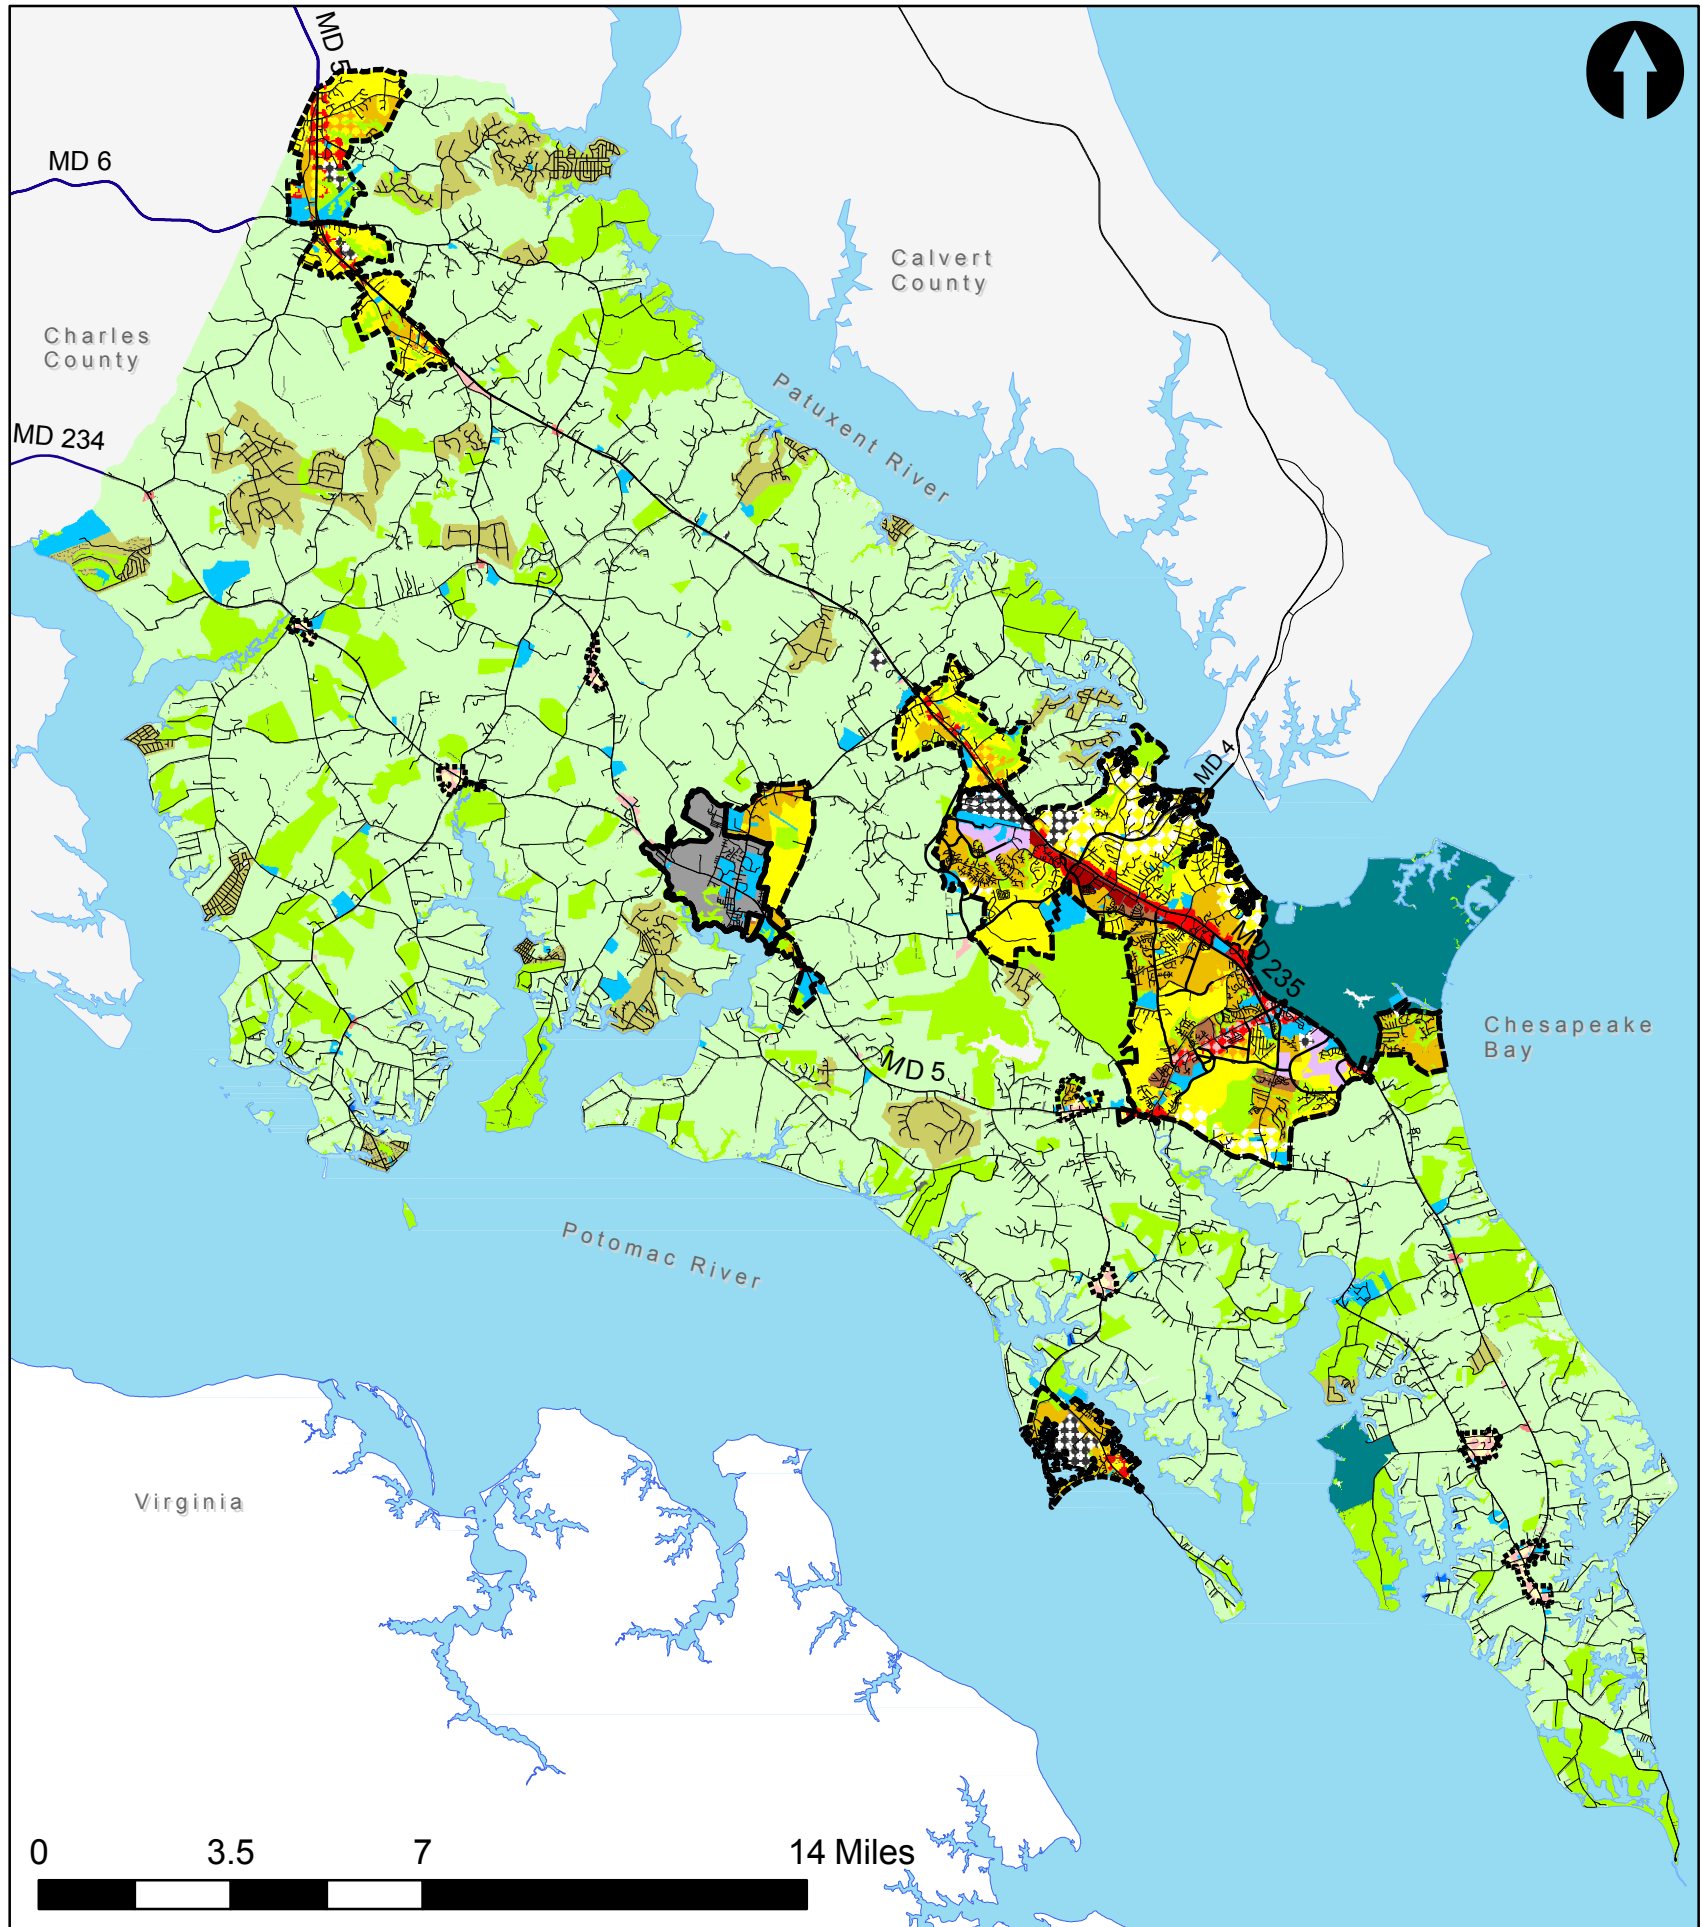 MD 5
MD 6
Calvert
County
Charles
County
Patuxent River
MD 234
MD 4
MD 235
Chesapeake
Bay
MD 5
Potomac River
Virginia
0 3.5 7 14 Miles